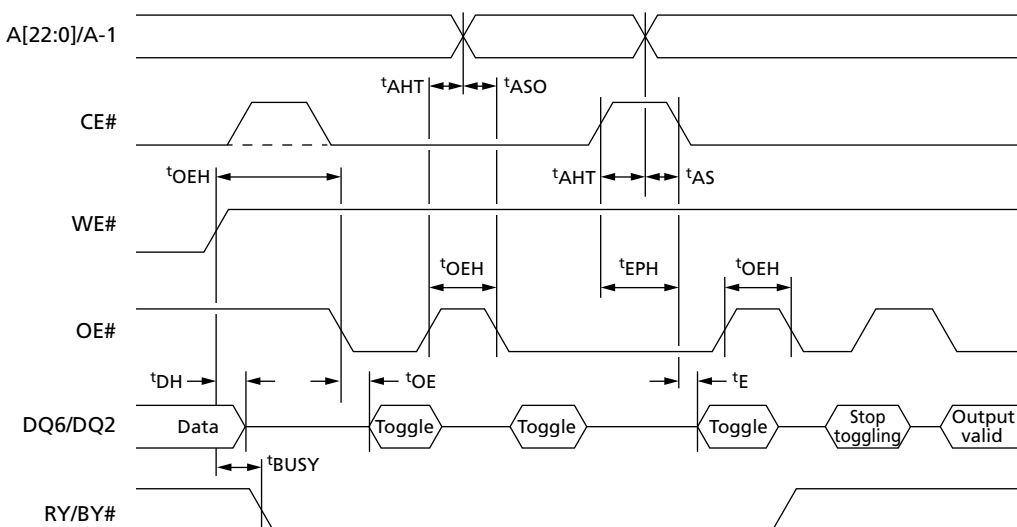 A[22:0]/A-1
tAHT tASO
CE#
tOEH tAHT tAS
WE#
tOEH tEPH tOEH
OE#
tDH tOE tE
DQ6/DQ2 Data Toggle Toggle Toggle Stop toggling Output valid
tBUSY
RY/BY#